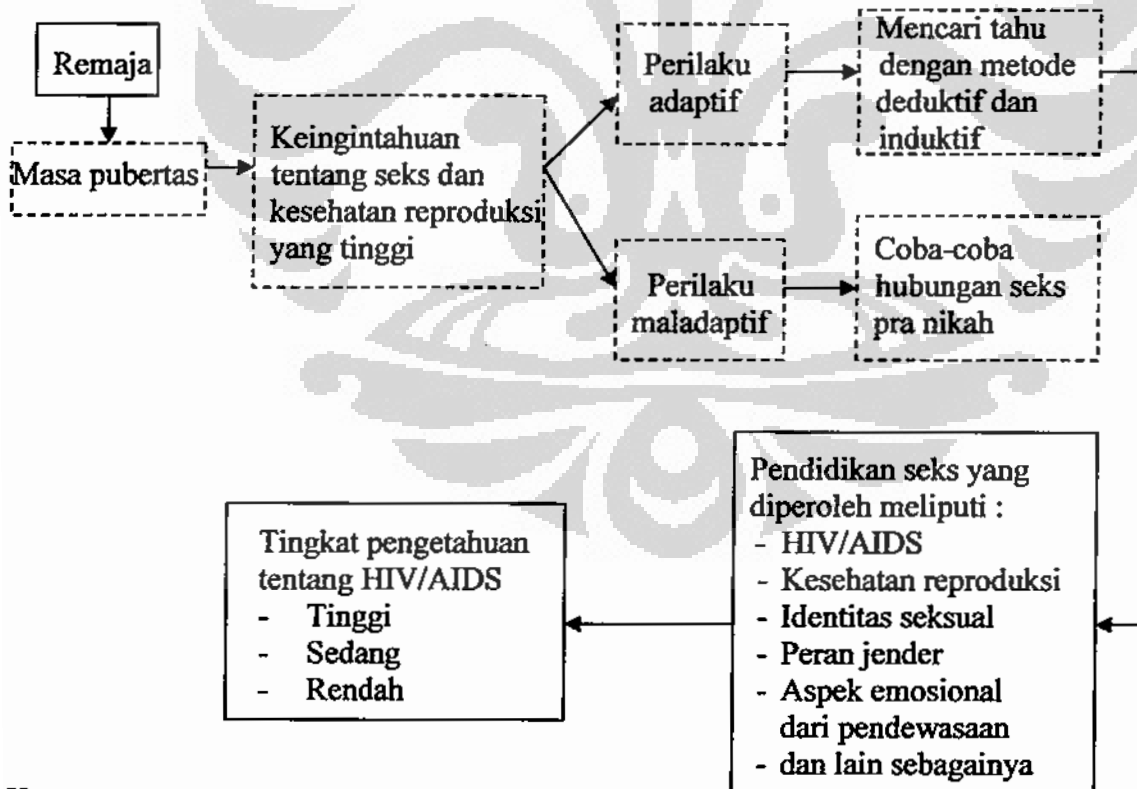 Remaja
Masa pubertas
Keingintahuan
tentang seks dan
kesehatan reproduksi
yang tinggi
Perilaku
adaptif
Mencari tahu
dengan metode
deduktif dan
induktif
Perilaku
maladaptif
Coba-coba
hubungan seks
pra nikah
Pendidikan seks yang
diperoleh meliputi :
- HIV/AIDS
- Kesehatan reproduksi
- Identitas seksual
- Peran jender
- Aspek emosional
dari pendewasaan
- dan lain sebagainya
Tingkat pengetahuan
tentang HIV/AIDS
- Tinggi
- Sedang
- Rendah